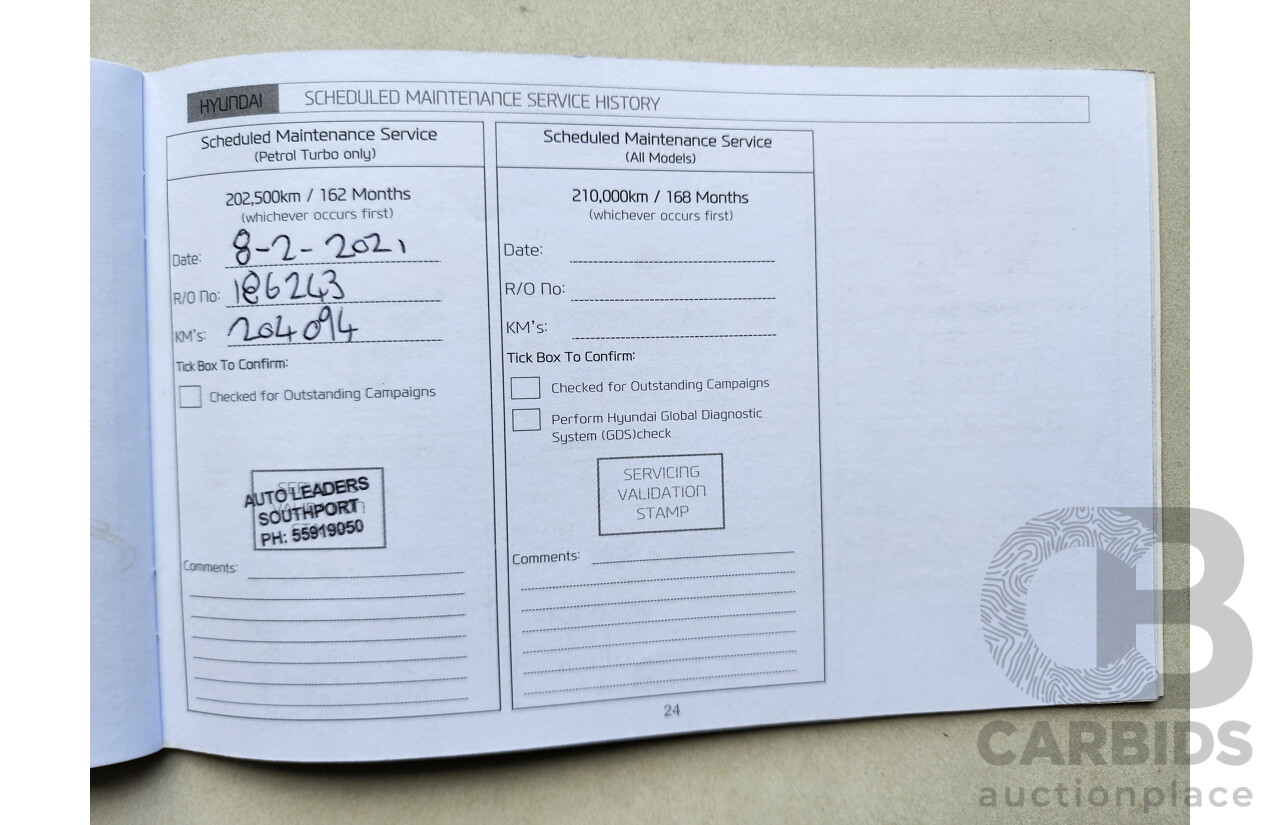 HYUNDAI SCHEDULED MAINTENANCE SERVICE HISTORY
Scheduled Maintenance Service
(Petrol Turbo only)
202,500km / 162 Months
(whichever occurs first)
Date: 8-2-2021
R/O No: 186243
KM's: 204094
Tick Box To Confirm:
Checked for Outstanding Campaigns
AUTO LEADERS
SOUTHPORT
PH: 55919050
Comments:
Scheduled Maintenance Service
(All Models)
210,000km / 168 Months
(whichever occurs first)
Date:
R/O No:
KM's:
Tick Box To Confirm:
Checked for Outstanding Campaigns
Perform Hyundai Global Diagnostic
System (GDS)check
SERVICING
VALIDATION
STAMP
Comments:
24
CB
CARBIDS
auctionplace